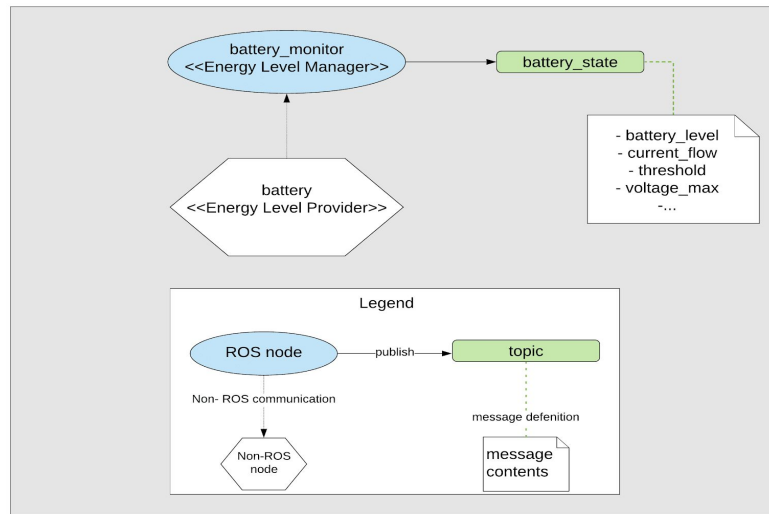 battery_monitor
<<Energy Level Manager>>
battery_state
- battery_level
- current_flow
- threshold
- voltage_max
-...
battery
<<Energy Level Provider>>
Legend
ROS node
publish
topic
Non- ROS communication
message defenition
Non-ROS
node
message
contents